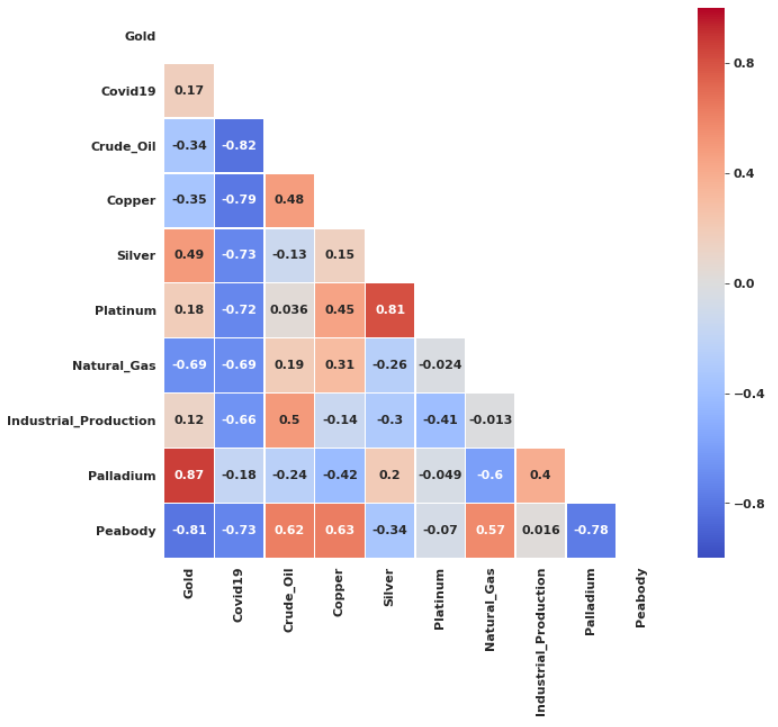 Gold
Covid19 0.17
Crude_Oil -0.34 -0.82
Copper -0.35 -0.79 0.48
Silver 0.49 -0.73 -0.13 0.15
Platinum 0.18 -0.72 0.036 0.45 0.81
Natural_Gas -0.69 -0.69 0.19 0.31 -0.26 -0.024
Industrial_Production 0.12 -0.66 0.5 -0.14 -0.3 -0.41 -0.013
Palladium 0.87 -0.18 -0.24 -0.42 0.2 -0.049 -0.6 0.4
Peabody -0.81 -0.73 0.62 0.63 -0.34 -0.07 0.57 0.016 -0.78
Gold
Covid19
Crude_Oil
Copper
Silver
Platinum
Natural_Gas
Industrial_Production
Palladium
Peabody
0.8
0.4
0.0
−0.4
−0.8